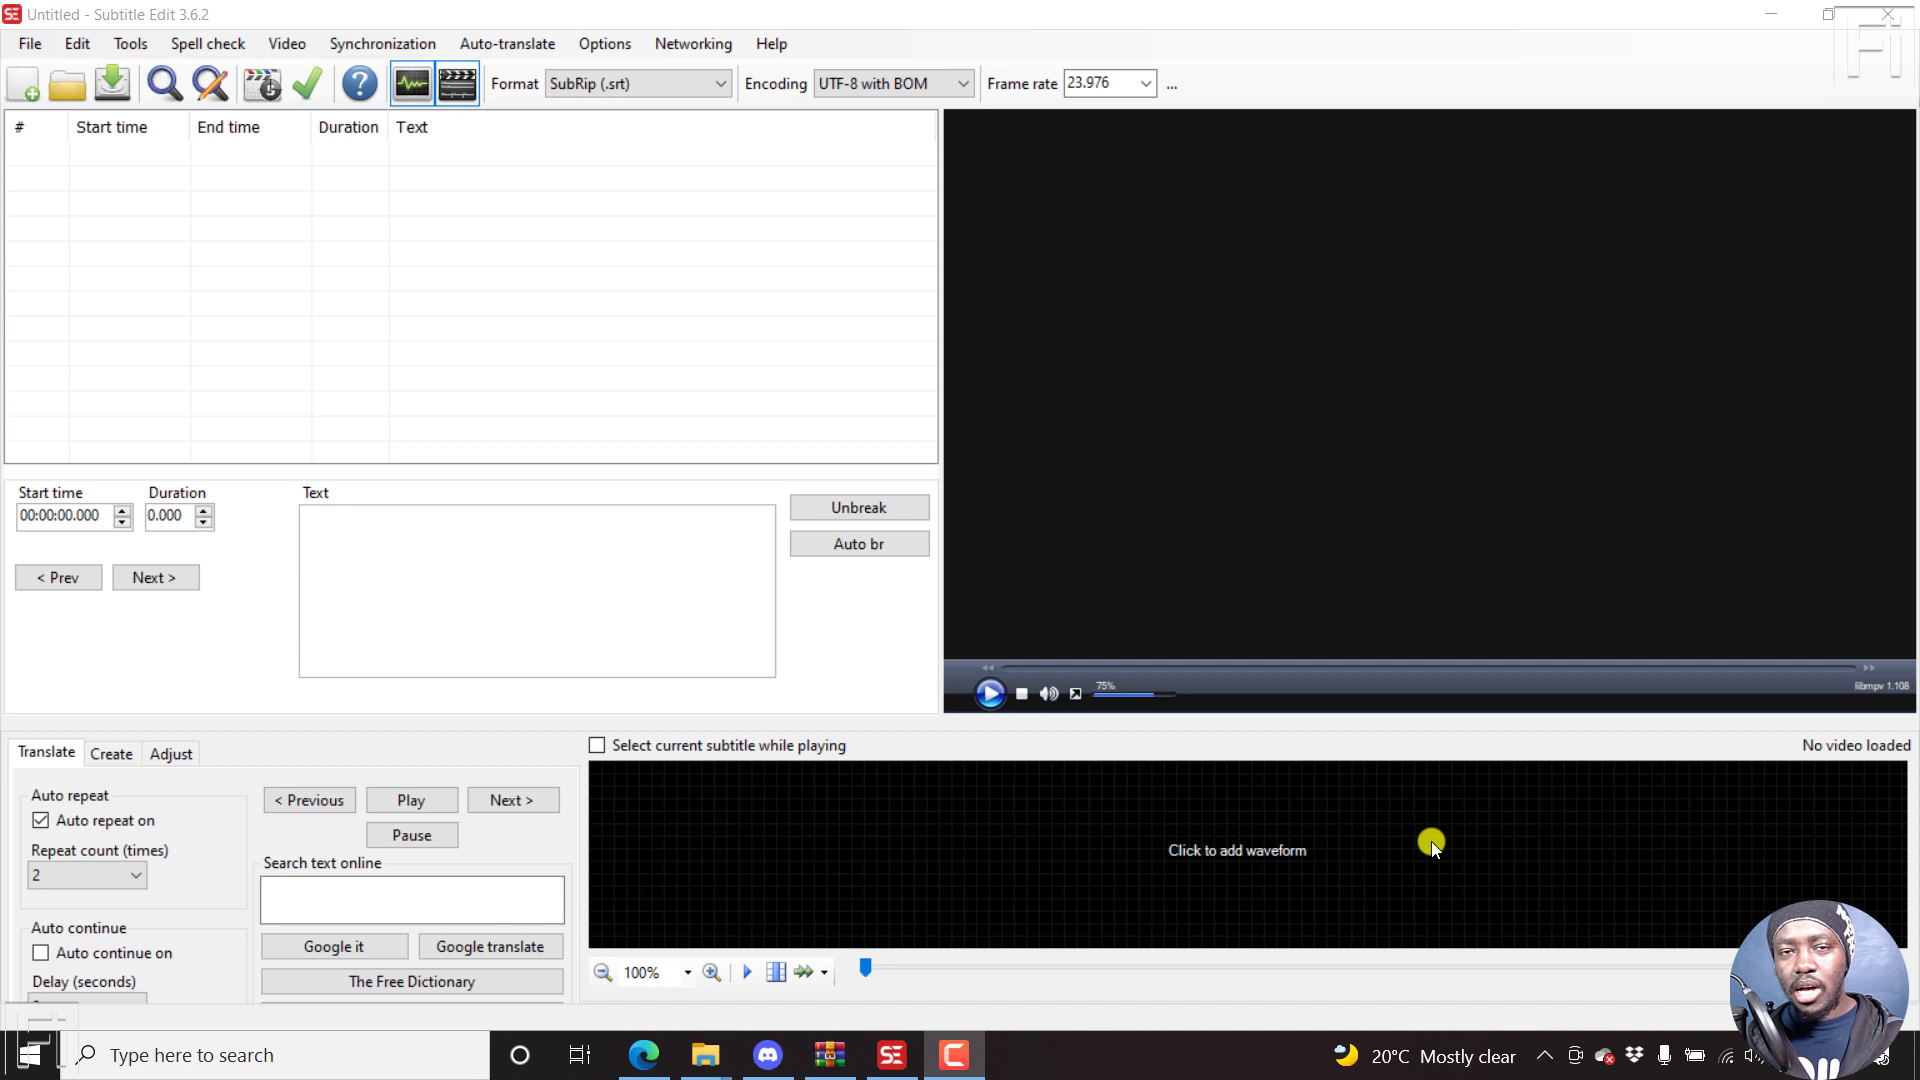 SE Untitled - Subtitle Edit 3.6.2
File Edit Tools Spell check Video Synchronization Auto-translate Options Networking Help
Format SubRip (.srt) Encoding UTF-8 with BOM Frame rate 23.976 ...
# Start time End time Duration Text
Start time Duration Text
00:00:00.000 0.000
Unbreak
Auto br
< Prev Next >
75%
libmpv 1.108
Translate Create Adjust
Select current subtitle while playing No video loaded
Auto repeat
Auto repeat on
Repeat count (times)
2
< Previous Play Next >
Pause
Search text online
Click to add waveform
Auto continue
Auto continue on
Delay (seconds)
Google it Google translate
The Free Dictionary
100%
Type here to search
SE
20°C Mostly clear